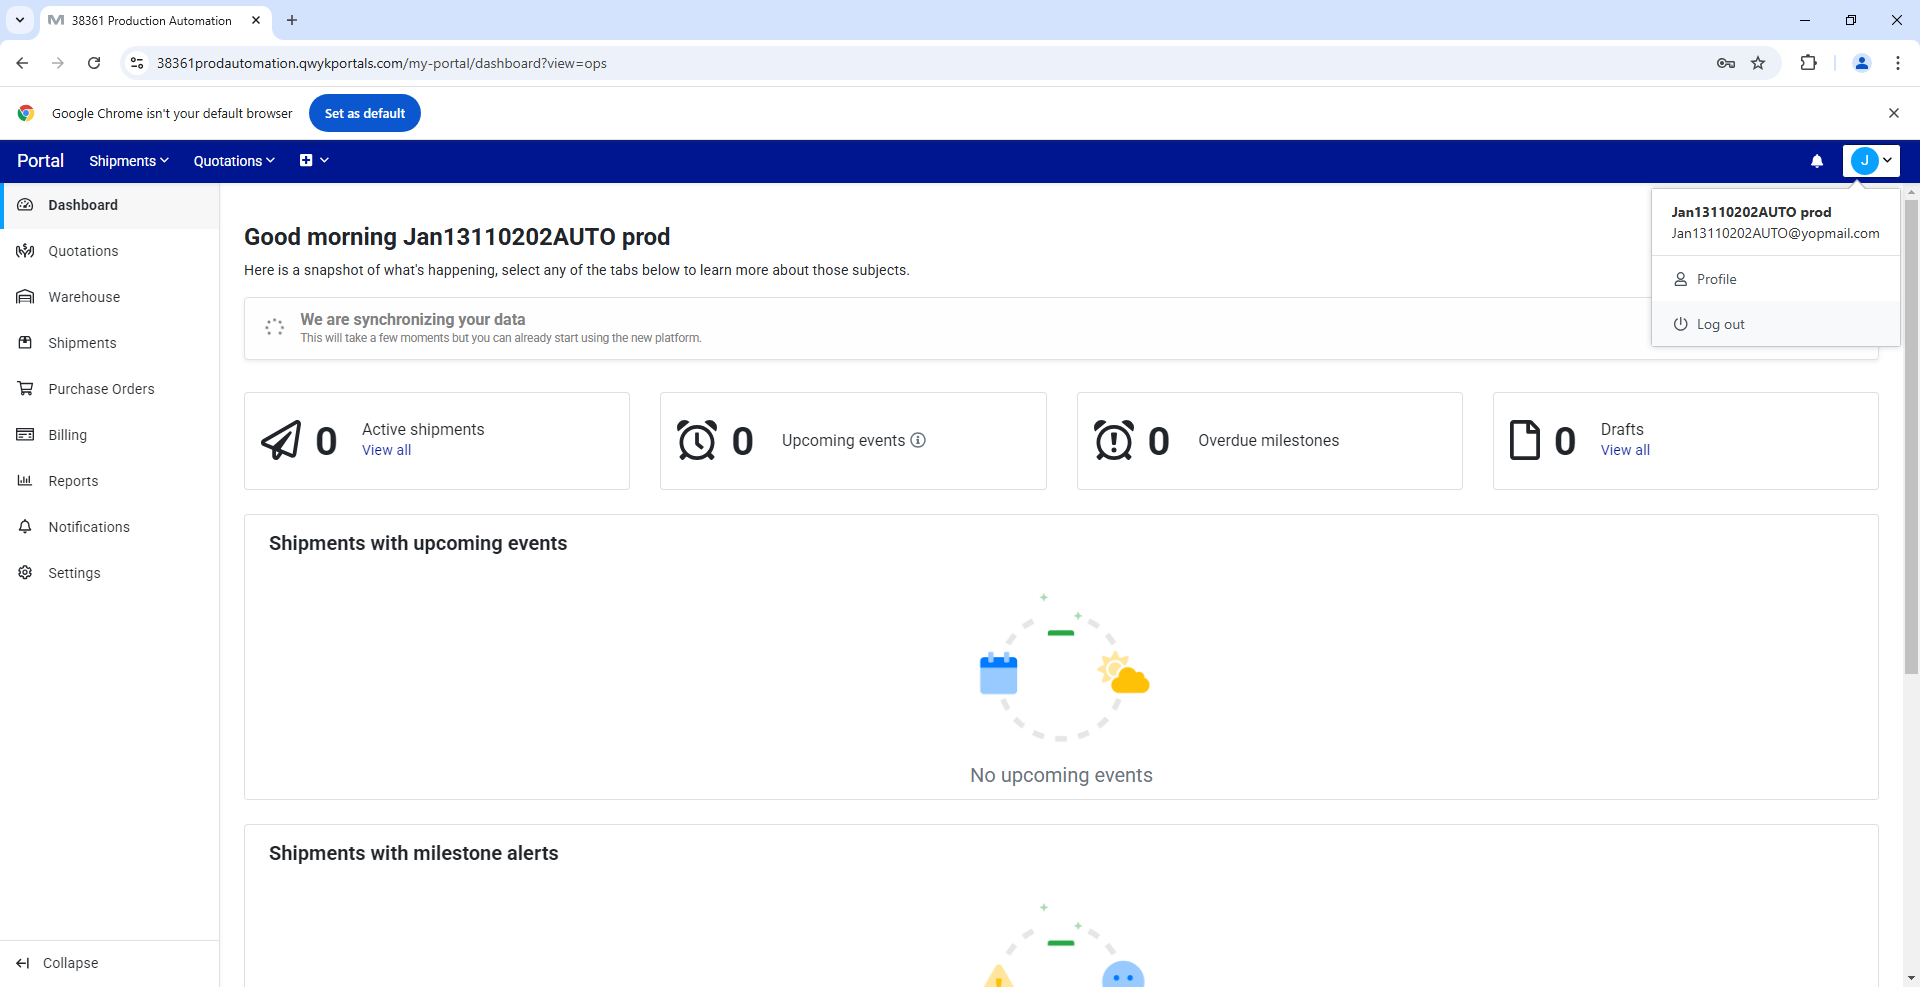 38361 Production Automation
38361prodautomation.qwykportals.com/my-portal/dashboard?view=ops
Google Chrome isn't your default browser
Set as default
Portal
Shipments
Quotations
J
Jan13110202AUTO prod
Jan13110202AUTO@yopmail.com
Profile
Log out
Dashboard
Quotations
Warehouse
Shipments
Purchase Orders
Billing
Reports
Notifications
Settings
Collapse
Good morning Jan13110202AUTO prod
Here is a snapshot of what's happening, select any of the tabs below to learn more about those subjects.
We are synchronizing your data
This will take a few moments but you can already start using the new platform.
0
Active shipments
View all
0
Upcoming events
0
Overdue milestones
0
Drafts
View all
Shipments with upcoming events
No upcoming events
Shipments with milestone alerts